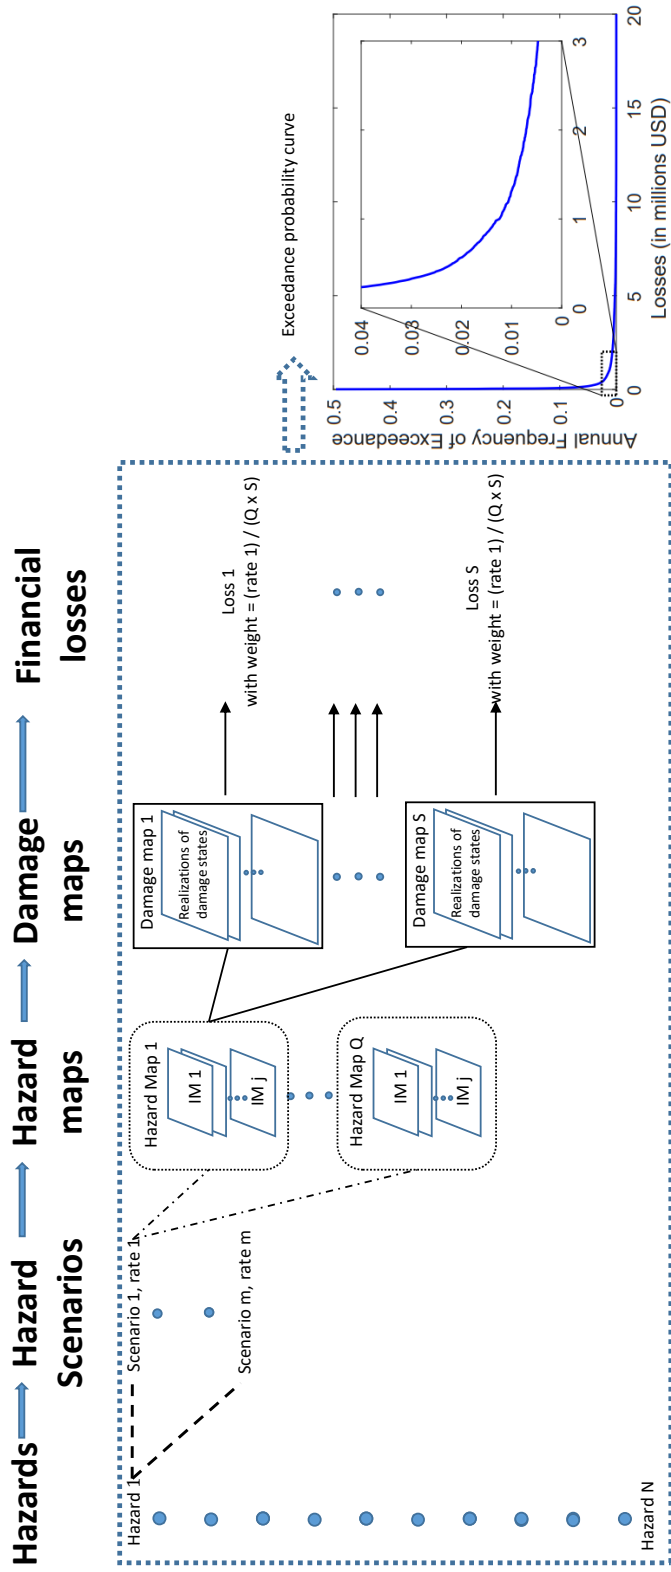 Hazards
Hazard
Scenarios
Hazard
maps
Damage
maps
Financial
losses
Hazard 1
Hazard N
Scenario 1, rate 1
Scenario m, rate m
Hazard Map 1
IM 1
IM j
Hazard Map Q
IM 1
IM j
Damage map 1
Realizations of
damage states
Damage map S
Realizations of
damage states
Loss 1
with weight = (rate 1) / (Q x S)
Loss S
with weight = (rate 1) / (Q x S)
Exceedance probability curve
Annual Frequency of Exceedance
0.5
0.4
0.3
0.2
0.1
0
0
5
10
15
20
Losses (in millions USD)
0.04
0.03
0.02
0.01
0
0
1
2
3